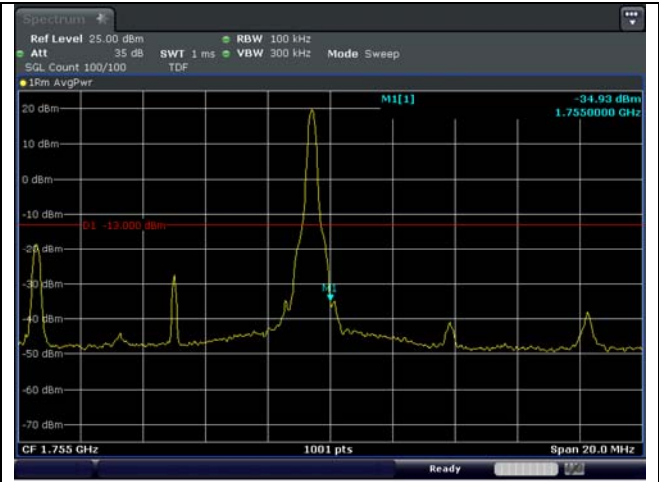 Spectrum
Ref Level 25.00 dBm RBW 100 kHz
Att 35 dB SWT 1 ms VBW 300 kHz Mode Sweep
SGL Count 100/100 TDF
1Rm AvgPwr
M1[1] -34.93 dBm
1.7550000 GHz
20 dBm
10 dBm
0 dBm
-10 dBm
D1 -13.000 dBm
-20 dBm
-30 dBm
M1
-40 dBm
-50 dBm
-60 dBm
-70 dBm
CF 1.755 GHz 1001 pts Span 20.0 MHz
Ready